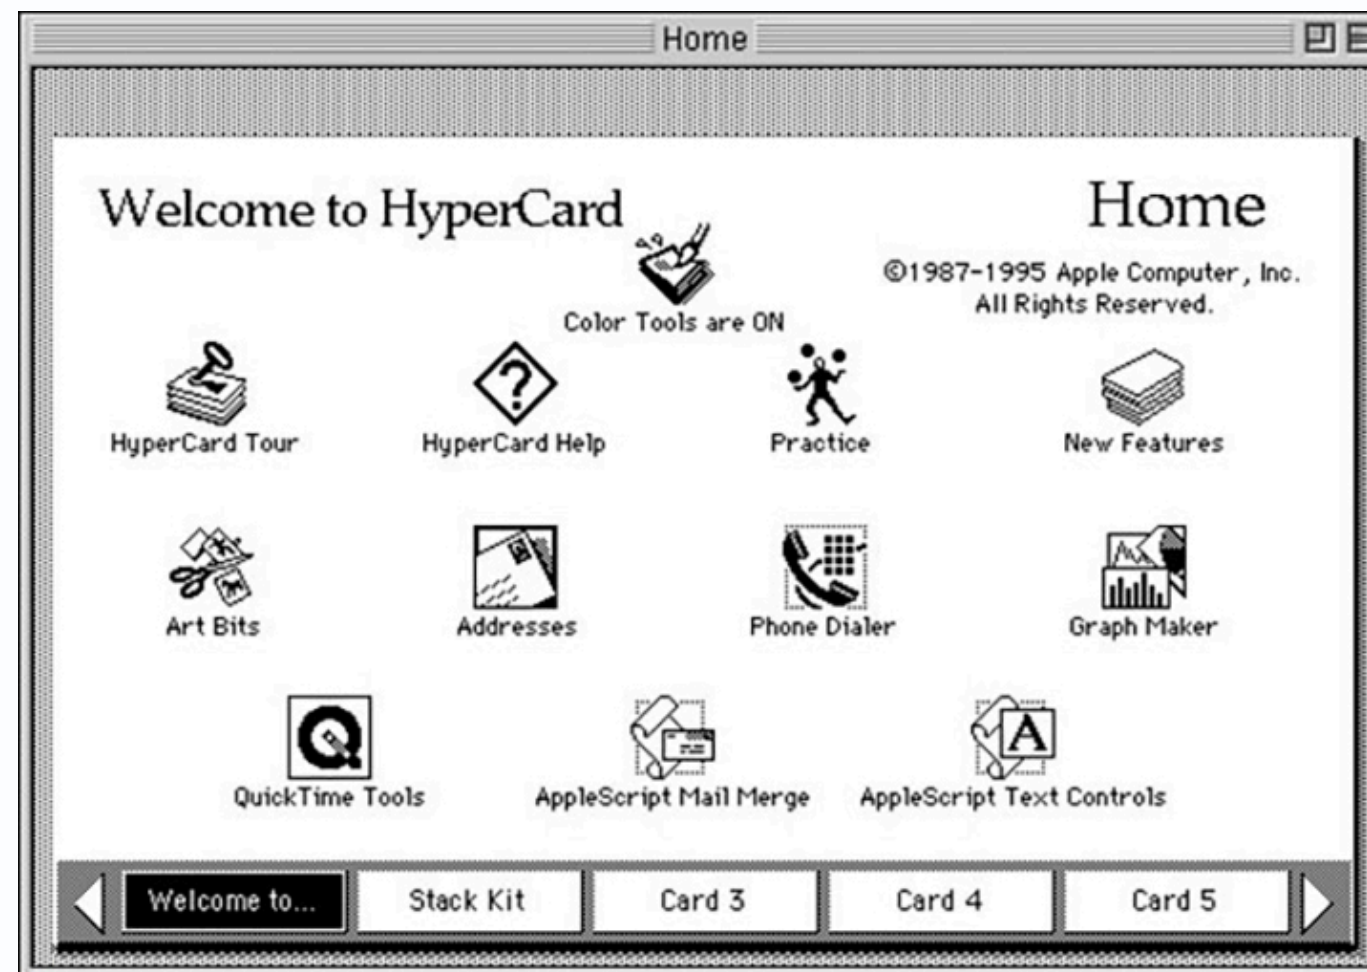 Home
Welcome to HyperCard
Home
©1987-1995 Apple Computer, Inc.
All Rights Reserved.
Color Tools are ON
HyperCard Tour
HyperCard Help
Practice
New Features
Art Bits
Addresses
Phone Dialer
Graph Maker
A
QuickTime Tools
AppleScript Mail Merge
AppleScript Text Controls
Welcome to...
Stack Kit
Card 3
Card 4
Card 5